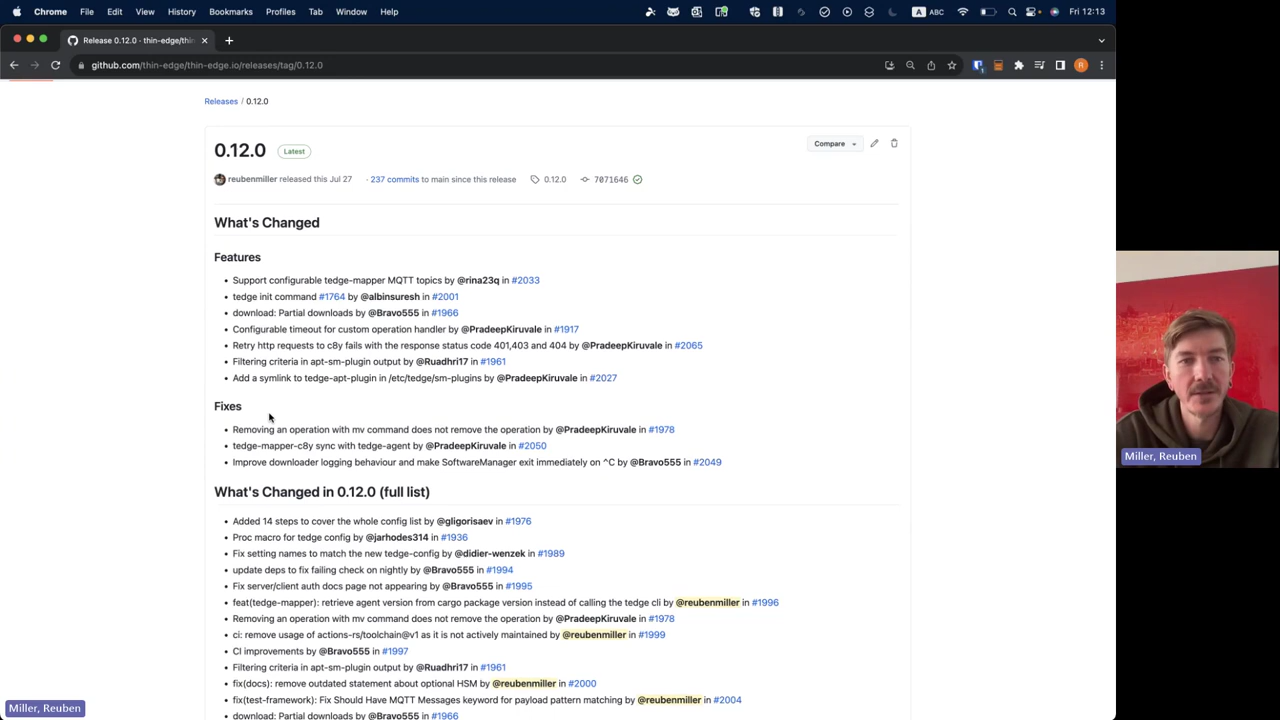 Chrome File Edit View History Bookmarks Profiles Tab Window Help A ABC Fri 12:13
Release 0.12.0 · thin-edge/thin-
github.com/thin-edge/thin-edge.io/releases/tag/0.12.0 R
Releases / 0.12.0
0.12.0 Latest Compare
reubenmiller released this Jul 27 · 237 commits to main since this release 0.12.0 7071646
What's Changed
Features
• Support configurable tedge-mapper MQTT topics by @rina23q in #2033
• tedge init command #1764 by @albinsuresh in #2001
• download: Partial downloads by @Bravo555 in #1966
• Configurable timeout for custom operation handler by @PradeepKiruvale in #1917
• Retry http requests to c8y fails with the response status code 401,403 and 404 by @PradeepKiruvale in #2065
• Filtering criteria in apt-sm-plugin output by @Ruadhri17 in #1961
• Add a symlink to tedge-apt-plugin in /etc/tedge/sm-plugins by @PradeepKiruvale in #2027
Fixes
• Removing an operation with mv command does not remove the operation by @PradeepKiruvale in #1978
• tedge-mapper-c8y sync with tedge-agent by @PradeepKiruvale in #2050
• Improve downloader logging behaviour and make SoftwareManager exit immediately on ^C by @Bravo555 in #2049
What's Changed in 0.12.0 (full list)
• Added 14 steps to cover the whole config list by @gligorisaev in #1976
• Proc macro for tedge config by @jarhodes314 in #1936
• Fix setting names to match the new tedge-config by @didier-wenzek in #1989
• update deps to fix failing check on nightly by @Bravo555 in #1994
• Fix server/client auth docs page not appearing by @Bravo555 in #1995
• feat(tedge-mapper): retrieve agent version from cargo package version instead of calling the tedge cli by @reubenmiller in #1996
• Removing an operation with mv command does not remove the operation by @PradeepKiruvale in #1978
• ci: remove usage of actions-rs/toolchain@v1 as it is not actively maintained by @reubenmiller in #1999
• CI improvements by @Bravo555 in #1997
• Filtering criteria in apt-sm-plugin output by @Ruadhri17 in #1961
• fix(docs): remove outdated statement about optional HSM by @reubenmiller in #2000
• fix(test-framework): Fix Should Have MQTT Messages keyword for payload pattern matching by @reubenmiller in #2004
• download: Partial downloads by @Bravo555 in #1966
Miller, Reuben
Miller, Reuben